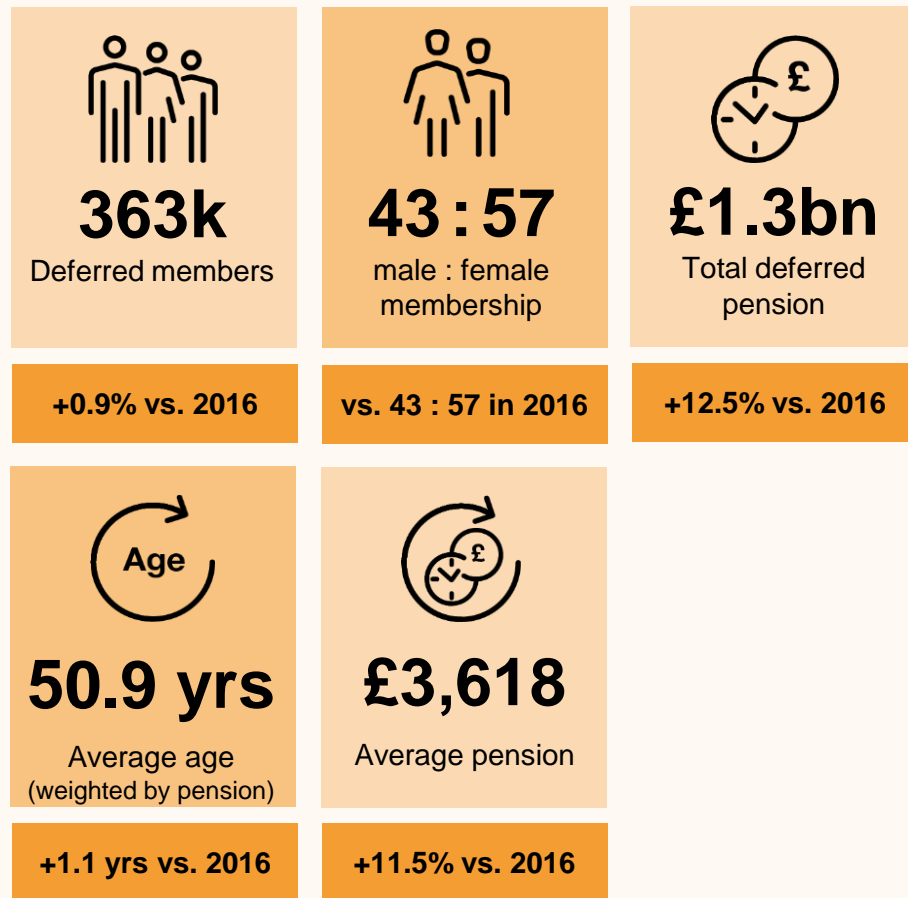 £
363k
Deferred members
43 : 57
male : female
membership
£1.3bn
Total deferred
pension
+0.9% vs. 2016
vs. 43 : 57 in 2016
+12.5% vs. 2016
Age
50.9 yrs
Average age
(weighted by pension)
£
£3,618
Average pension
+1.1 yrs vs. 2016
+11.5% vs. 2016